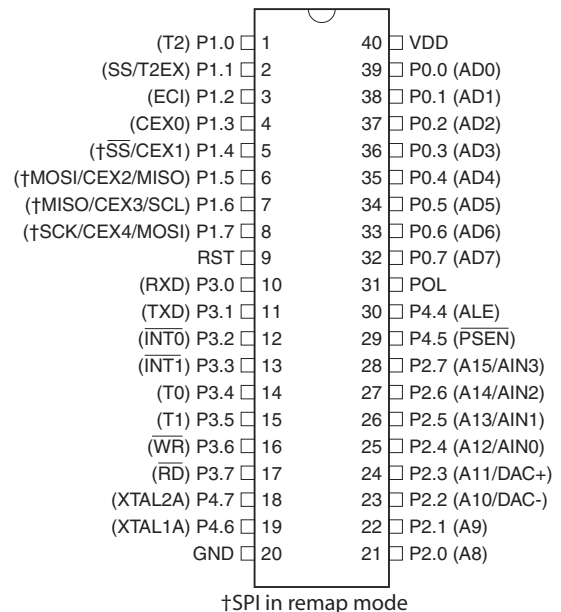 (T2) P1.0 1 40 VDD
(SS/T2EX) P1.1 2 39 P0.0 (AD0)
(ECI) P1.2 3 38 P0.1 (AD1)
(CEX0) P1.3 4 37 P0.2 (AD2)
(†S̅S̅/CEX1) P1.4 5 36 P0.3 (AD3)
(†MOSI/CEX2/MISO) P1.5 6 35 P0.4 (AD4)
(†MISO/CEX3/SCL) P1.6 7 34 P0.5 (AD5)
(†SCK/CEX4/MOSI) P1.7 8 33 P0.6 (AD6)
RST 9 32 P0.7 (AD7)
(RXD) P3.0 10 31 POL
(TXD) P3.1 11 30 P4.4 (ALE)
(I̅N̅T̅0̅) P3.2 12 29 P4.5 (P̅S̅E̅N̅)
(I̅N̅T̅1̅) P3.3 13 28 P2.7 (A15/AIN3)
(T0) P3.4 14 27 P2.6 (A14/AIN2)
(T1) P3.5 15 26 P2.5 (A13/AIN1)
(W̅R̅) P3.6 16 25 P2.4 (A12/AIN0)
(R̅D̅) P3.7 17 24 P2.3 (A11/DAC+)
(XTAL2A) P4.7 18 23 P2.2 (A10/DAC-)
(XTAL1A) P4.6 19 22 P2.1 (A9)
GND 20 21 P2.0 (A8)
†SPI in remap mode